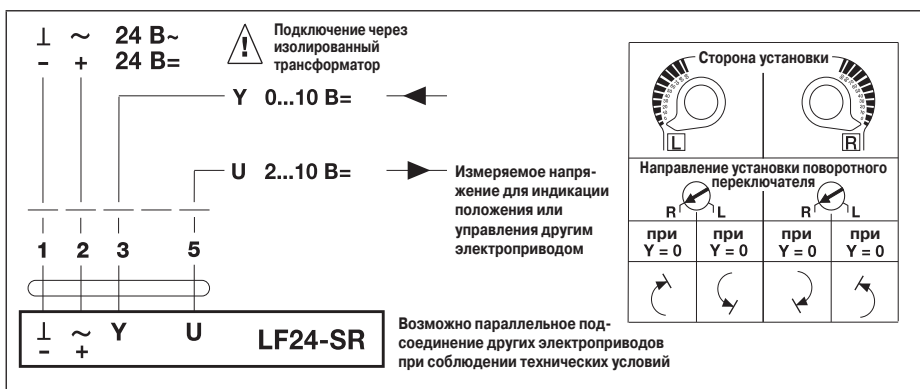 ⊥ ~ 24 В~
- + 24 В=
Подключение через
изолированный
трансформатор
Y 0...10 В=
U 2...10 В=
Измеряемое напря-
жение для индикации
положения или
управления другим
электроприводом
1 2 3 5
⊥ ~ Y U
- +
LF24-SR
Возможно параллельное под-
соединение других электроприводов
при соблюдении технических условий
Сторона установки
L R
Направление установки поворотного
переключателя
R L R L
при при при при
Y = 0 Y = 0 Y = 0 Y = 0